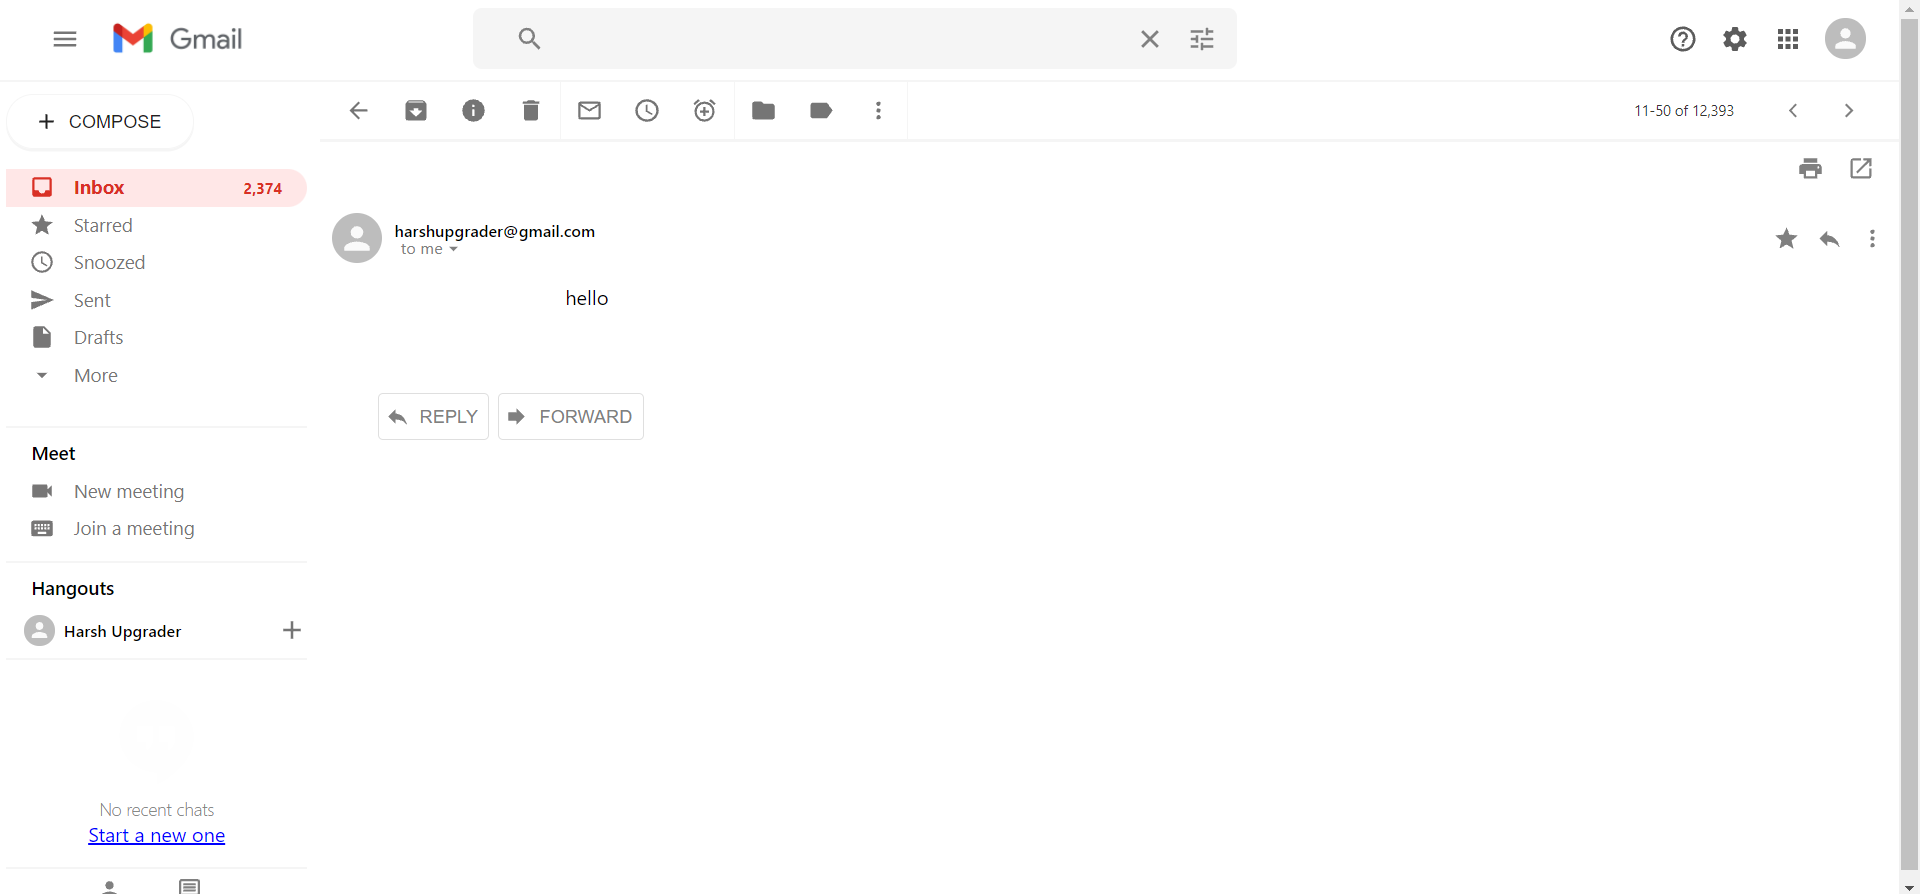 Gmail
COMPOSE
11-50 of 12,393
Inbox 2,374
Starred
Snoozed
Sent
Drafts
More
harshupgrader@gmail.com
to me
hello
REPLY FORWARD
Meet
New meeting
Join a meeting
Hangouts
Harsh Upgrader
No recent chats
Start a new one